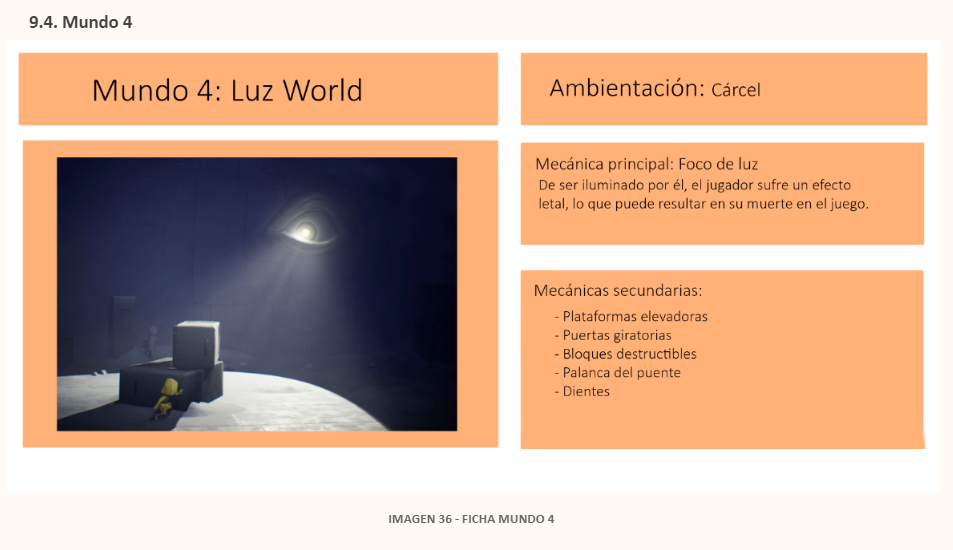 9.4. Mundo 4
Mundo 4: Luz World
Ambientación: Cárcel
Mecánica principal: Foco de luz
De ser iluminado por él, el jugador sufre un efecto
letal, lo que puede resultar en su muerte en el juego.
Mecánicas secundarias:
- Plataformas elevadoras
- Puertas giratorias
- Bloques destructibles
- Palanca del puente
- Dientes
IMAGEN 36 - FICHA MUNDO 4